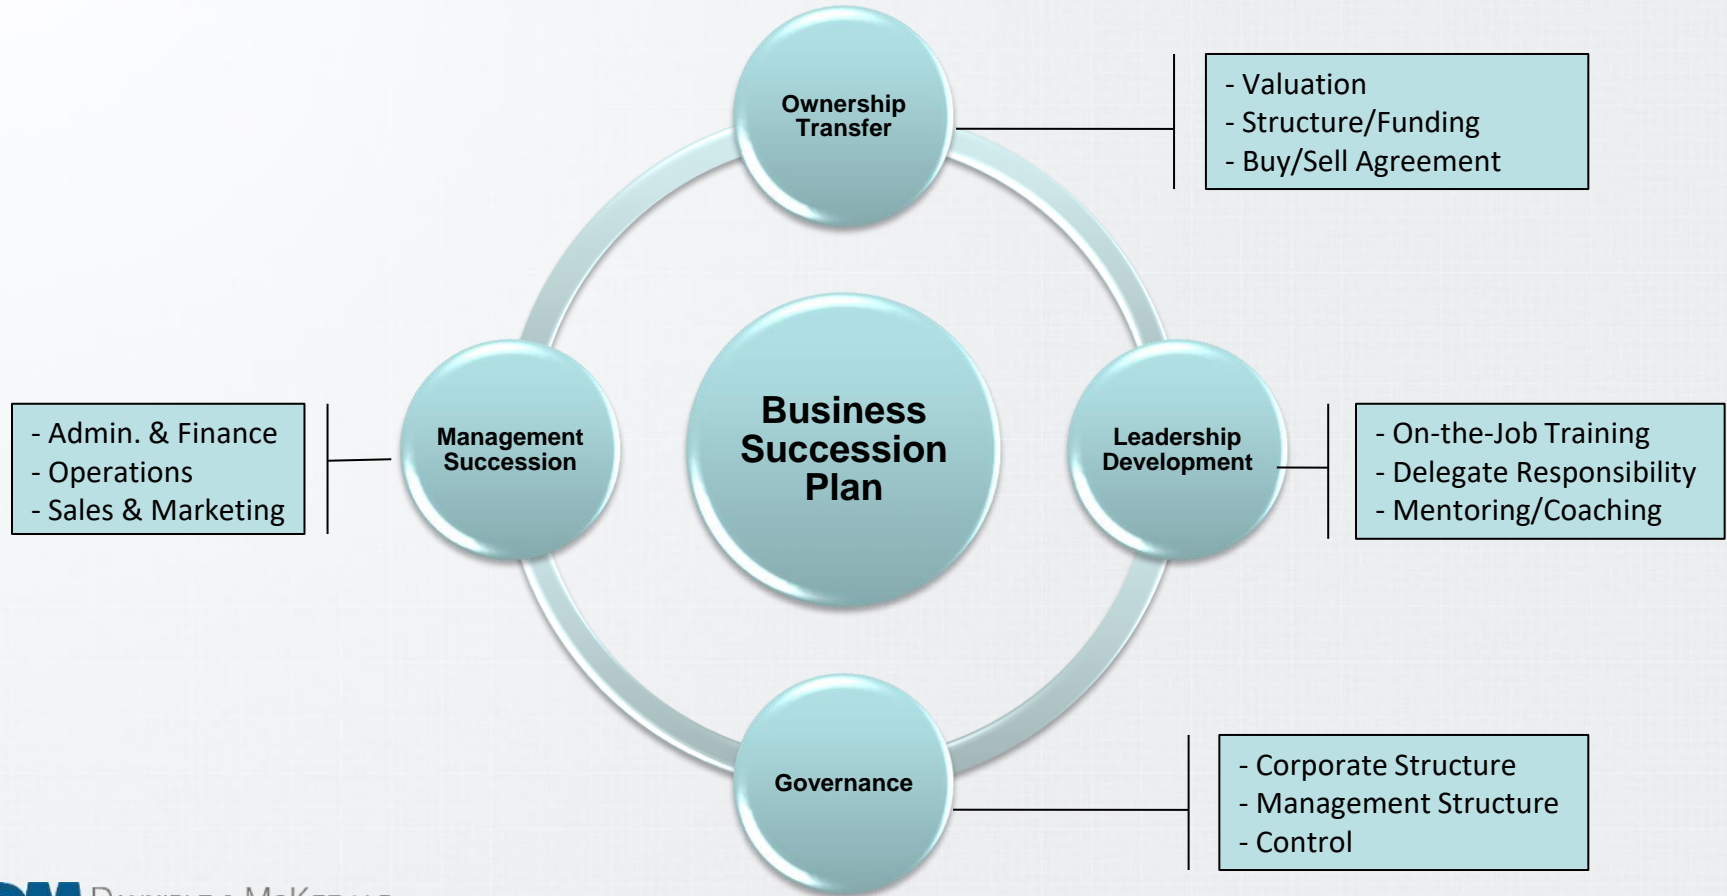 Ownership
Transfer
- Valuation
- Structure/Funding
- Buy/Sell Agreement
Business
Succession
Plan
Management
Succession
- Admin. & Finance
- Operations
- Sales & Marketing
Leadership
Development
- On-the-Job Training
- Delegate Responsibility
- Mentoring/Coaching
Governance
- Corporate Structure
- Management Structure
- Control